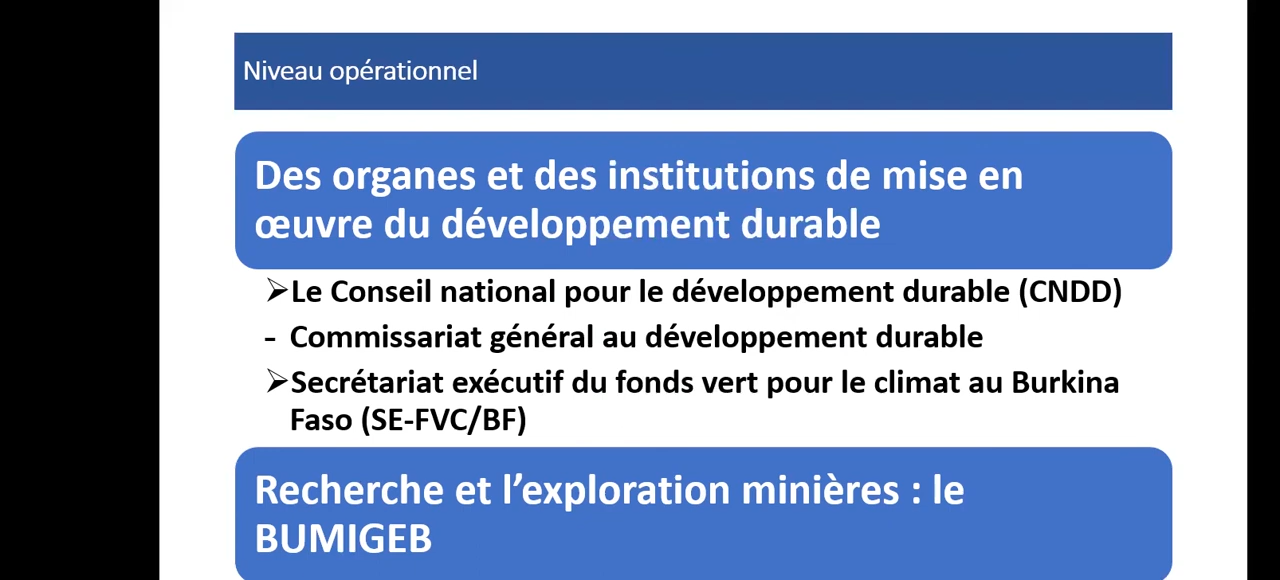 Niveau opérationnel
Des organes et des institutions de mise en
œuvre du développement durable
➢Le Conseil national pour le développement durable (CNDD)
- Commissariat général au développement durable
➢Secrétariat exécutif du fonds vert pour le climat au Burkina
Faso (SE-FVC/BF)
Recherche et l’exploration minières : le
BUMIGEB